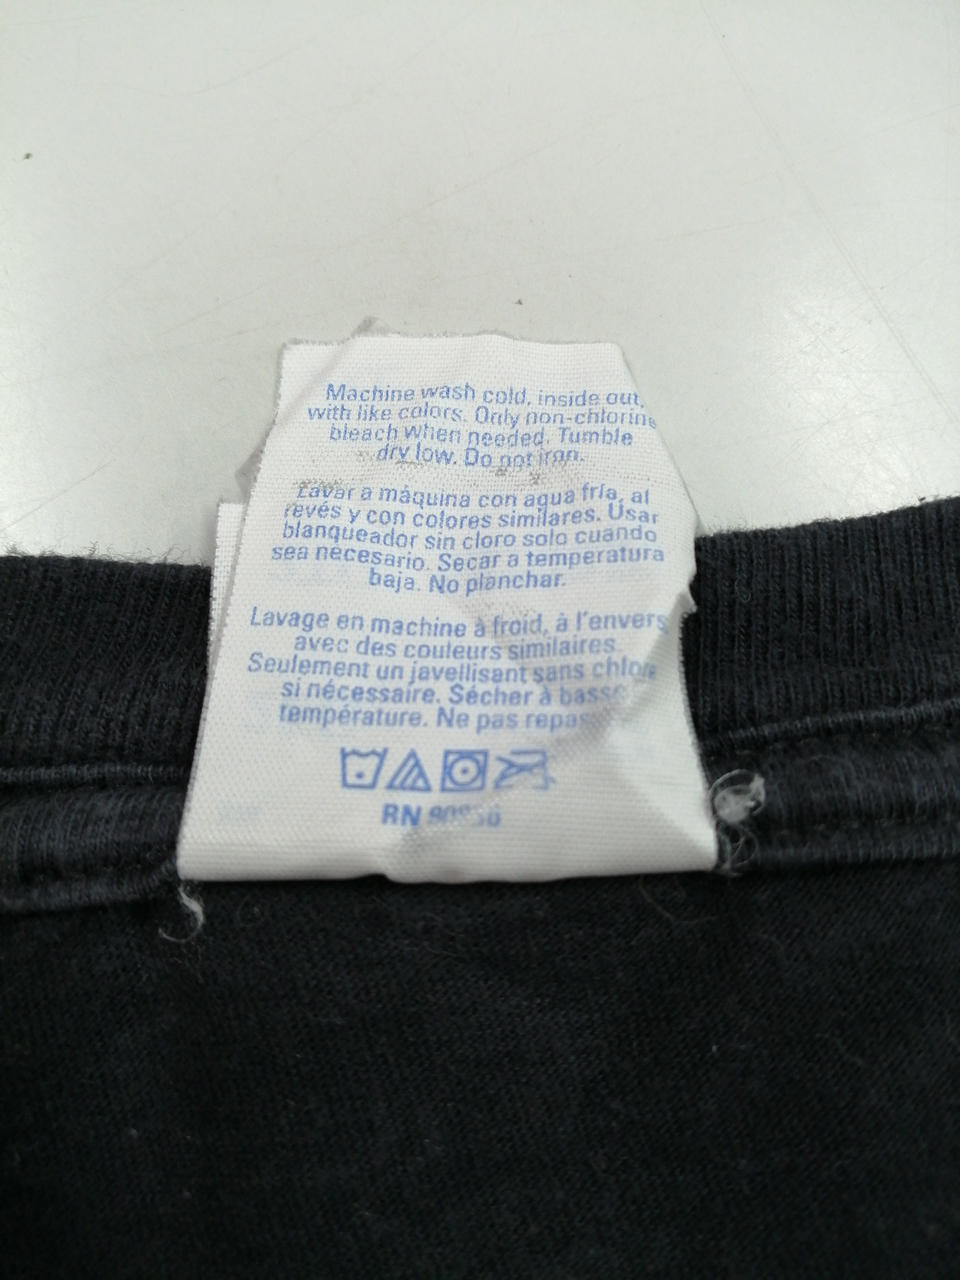 Machine wash cold, inside out,
with like colors. Only non-chlorine
bleach when needed. Tumble
dry low. Do not iron.
Lavar a máquina con agua fría, al
revés y con colores similares. Usar
blanqueador sin cloro solo cuando
sea necesario. Secar a temperatura
baja. No planchar.
Lavage en machine à froid, à l'envers
avec des couleurs similaires.
Seulement un javellisant sans chlore
si nécessaire. Sécher à basse
température. Ne pas
RN